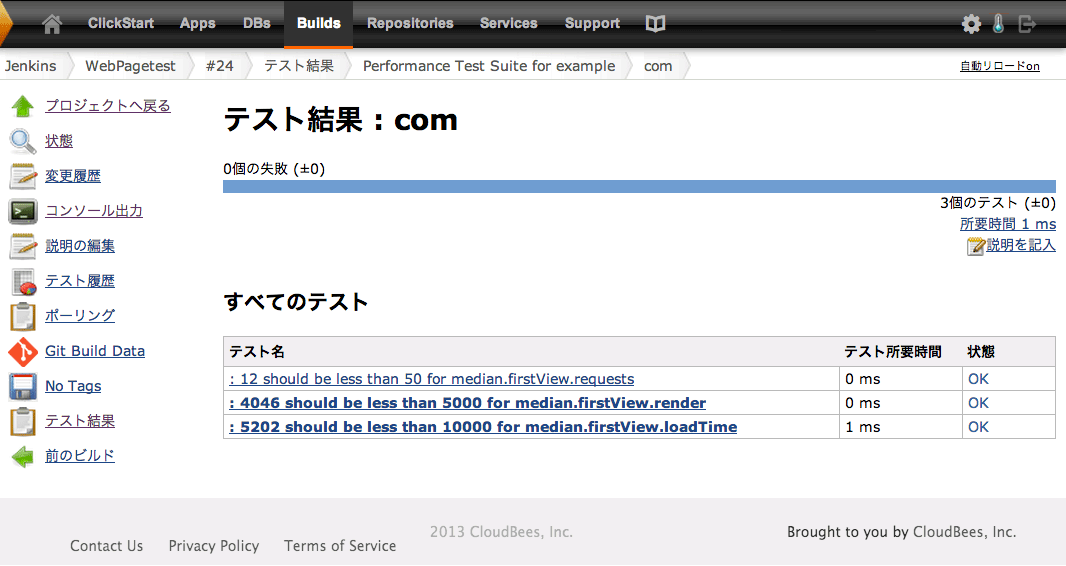 ClickStart Apps DBs Builds Repositories Services Support
Jenkins WebPagetest #24 テスト結果 Performance Test Suite for example com 自動リロードon
プロジェクトへ戻る
状態
変更履歴
コンソール出力
説明の編集
テスト履歴
ポーリング
Git Build Data
No Tags
テスト結果
前のビルド
テスト結果 : com
0個の失敗 (±0)
3個のテスト (±0)
所要時間 1 ms
説明を記入
すべてのテスト
テスト名 テスト所要時間 状態
: 12 should be less than 50 for median.firstView.requests 0 ms OK
: 4046 should be less than 5000 for median.firstView.render 0 ms OK
: 5202 should be less than 10000 for median.firstView.loadTime 1 ms OK
2013 CloudBees, Inc. Brought to you by CloudBees, Inc.
Contact Us Privacy Policy Terms of Service